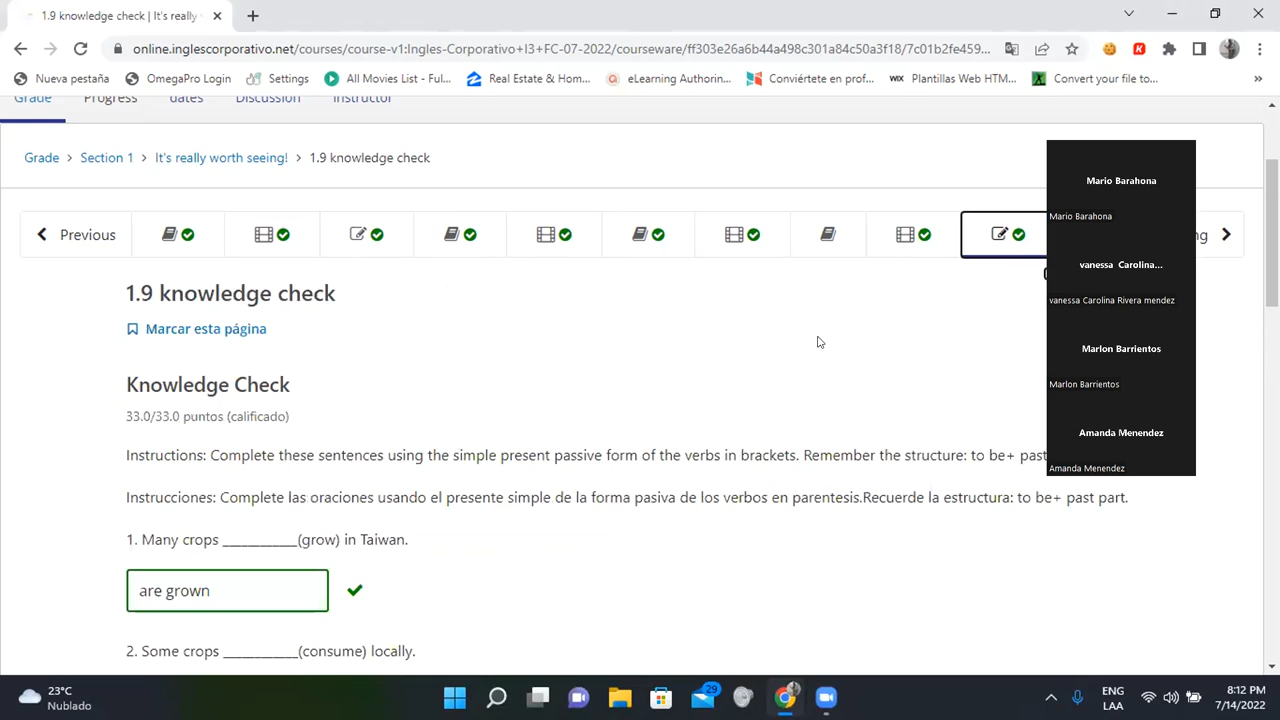 1.9 knowledge check | It's really
online.inglescorporativo.net/courses/course-v1:Ingles-Corporativo+I3+FC-07-2022/courseware/ff303e26a6b44a498c301a84c50a3f18/7c01b2fe459...
Nueva pestaña OmegaPro Login Settings All Movies List - Ful... Real Estate & Hom... eLearning Authorin... Conviértete en prof... WIX Plantillas Web HTM... Convert your file to... »
Grade Progress dates Discussion Instructor
Grade > Section 1 > It's really worth seeing! > 1.9 knowledge check
Mario Barahona
Mario Barahona
Previous
ng
vanessa Carolina...
vanessa Carolina Rivera mendez
1.9 knowledge check
Marcar esta página
Marlon Barrientos
Marlon Barrientos
Knowledge Check
33.0/33.0 puntos (calificado)
Amanda Menendez
Amanda Menendez
Instructions: Complete these sentences using the simple present passive form of the verbs in brackets. Remember the structure: to be+ past
Instrucciones: Complete las oraciones usando el presente simple de la forma pasiva de los verbos en parentesis.Recuerde la estructura: to be+ past part.
1. Many crops ___________(grow) in Taiwan.
are grown
2. Some crops ___________(consume) locally.
23°C
Nublado
29
ENG
LAA
8:12 PM
7/14/2022